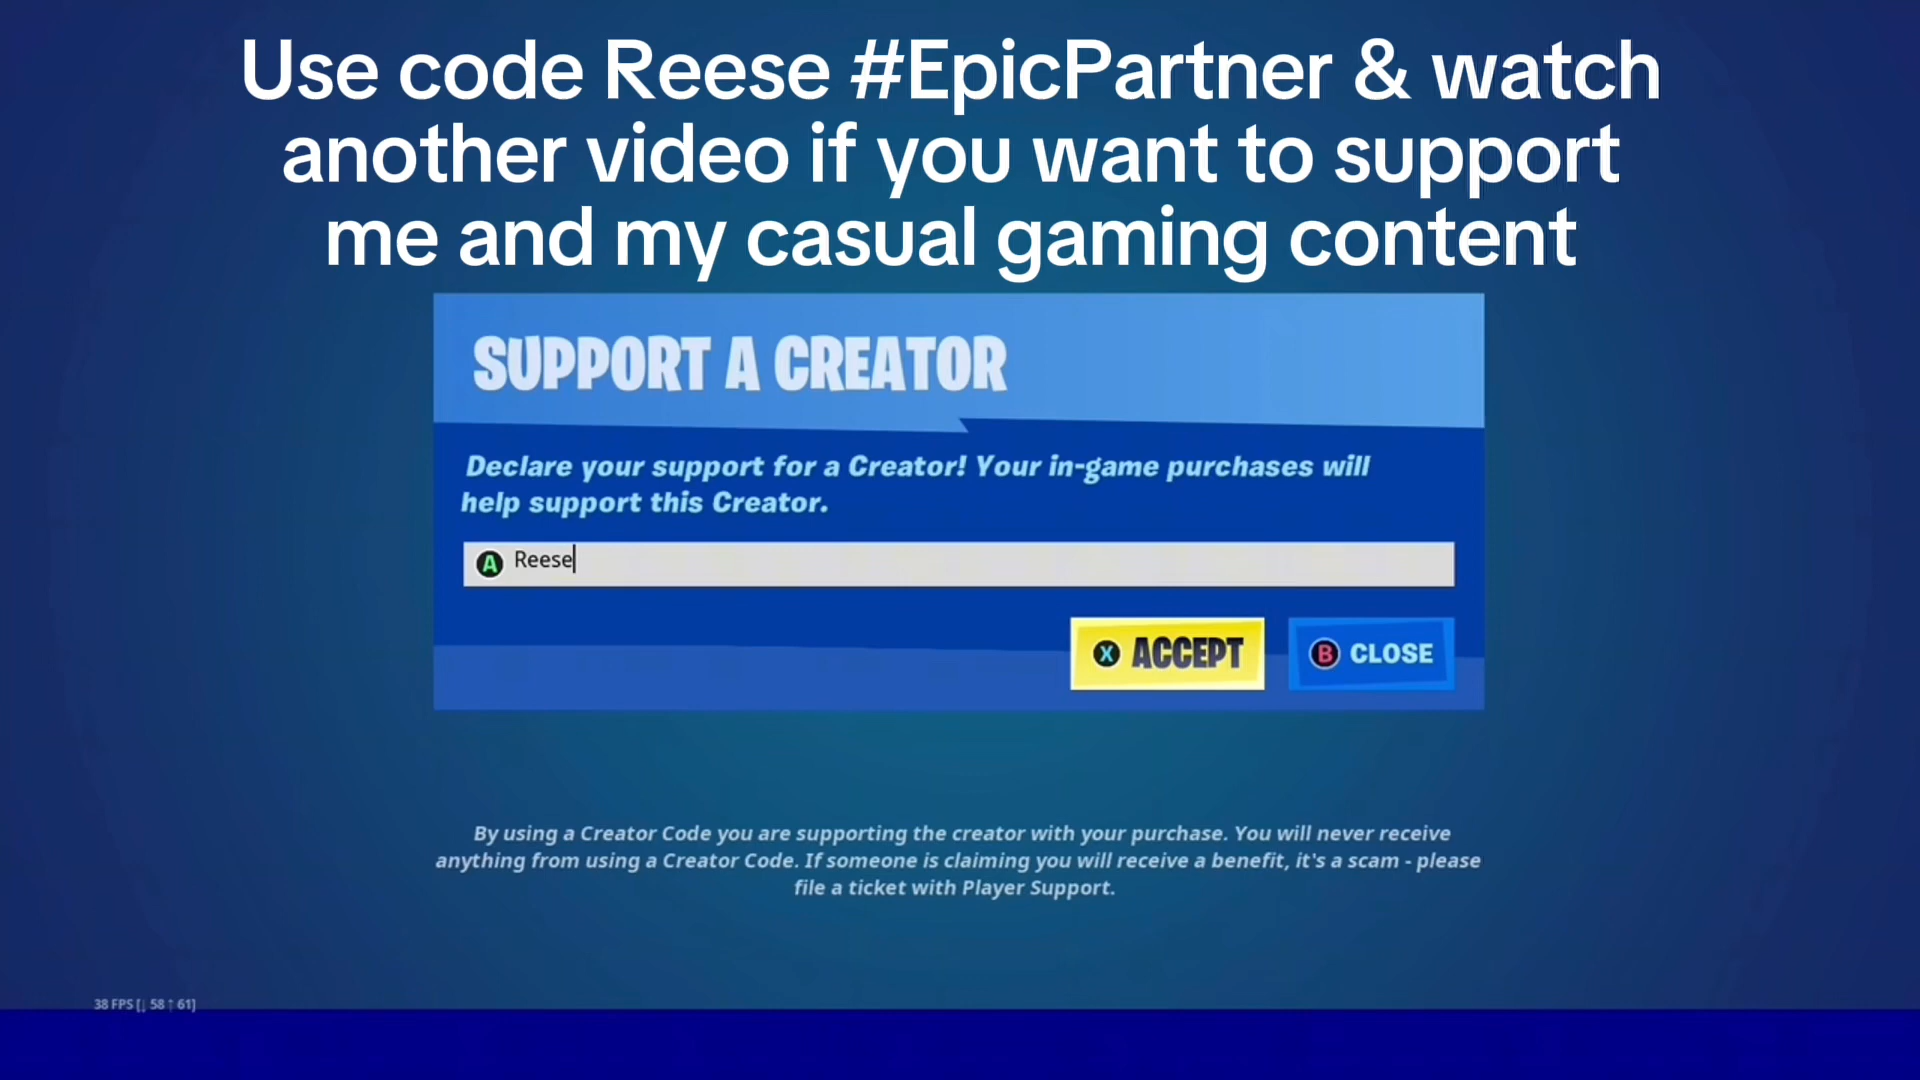 Use code Reese #EpicPartner & watch
another video if you want to support
me and my casual gaming content
SUPPORT A CREATOR
Declare your support for a Creator! Your in-game purchases will
help support this Creator.
A Reese
X ACCEPT
B CLOSE
By using a Creator Code you are supporting the creator with your purchase. You will never receive
anything from using a Creator Code. If someone is claiming you will receive a benefit, it's a scam - please
file a ticket with Player Support.
38 FPS [↓ 58 ↑ 61]